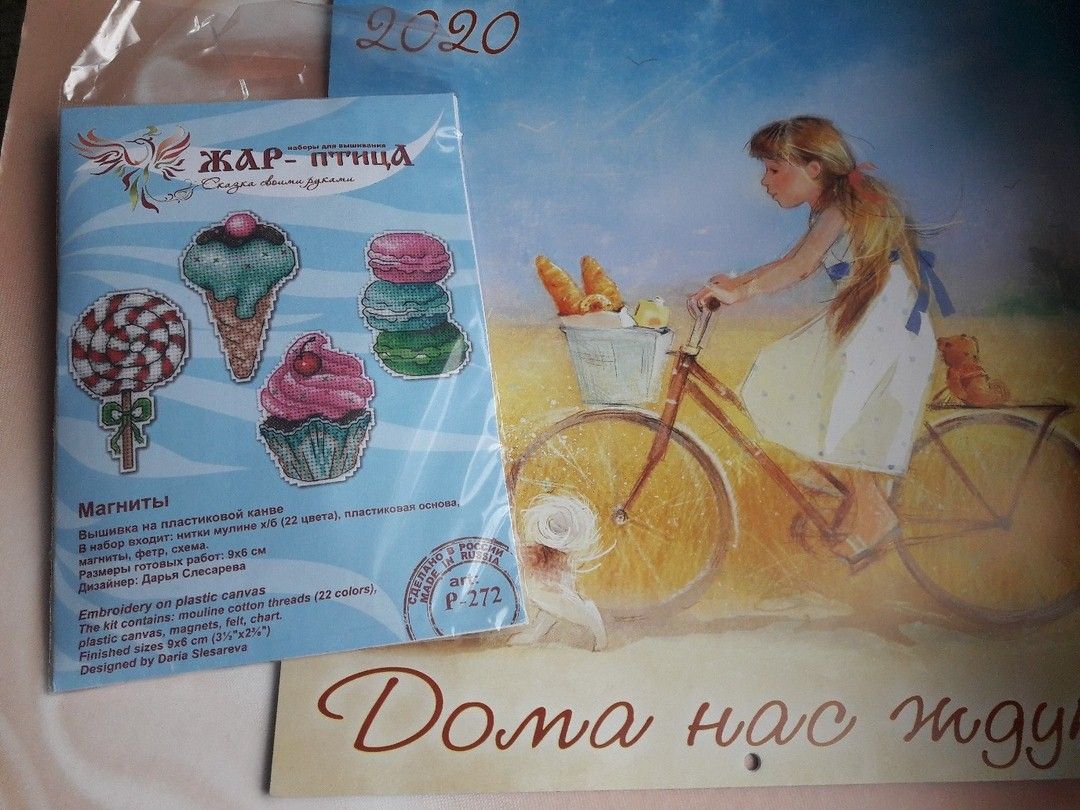 2020
наборы для вышивания
ЖАР-ПТИЦА
Сказка своими руками
Магниты
Вышивка на пластиковой канве
В набор входит: нитки мулине х/б (22 цвета), пластиковая основа,
магниты, фетр, схема.
Размеры готовых работ: 9х6 см
Дизайнер: Дарья Слесарева
Embroidery on plastic canvas
The kit contains: mouline cotton threads (22 colors),
plastic canvas, magnets, felt, chart.
Finished sizes 9x6 cm (3½"x2⅜")
Designed by Daria Slesareva
СДЕЛАНО В РОССИИ
MADE IN RUSSIA
art:
Р-272
Дома нас ждут